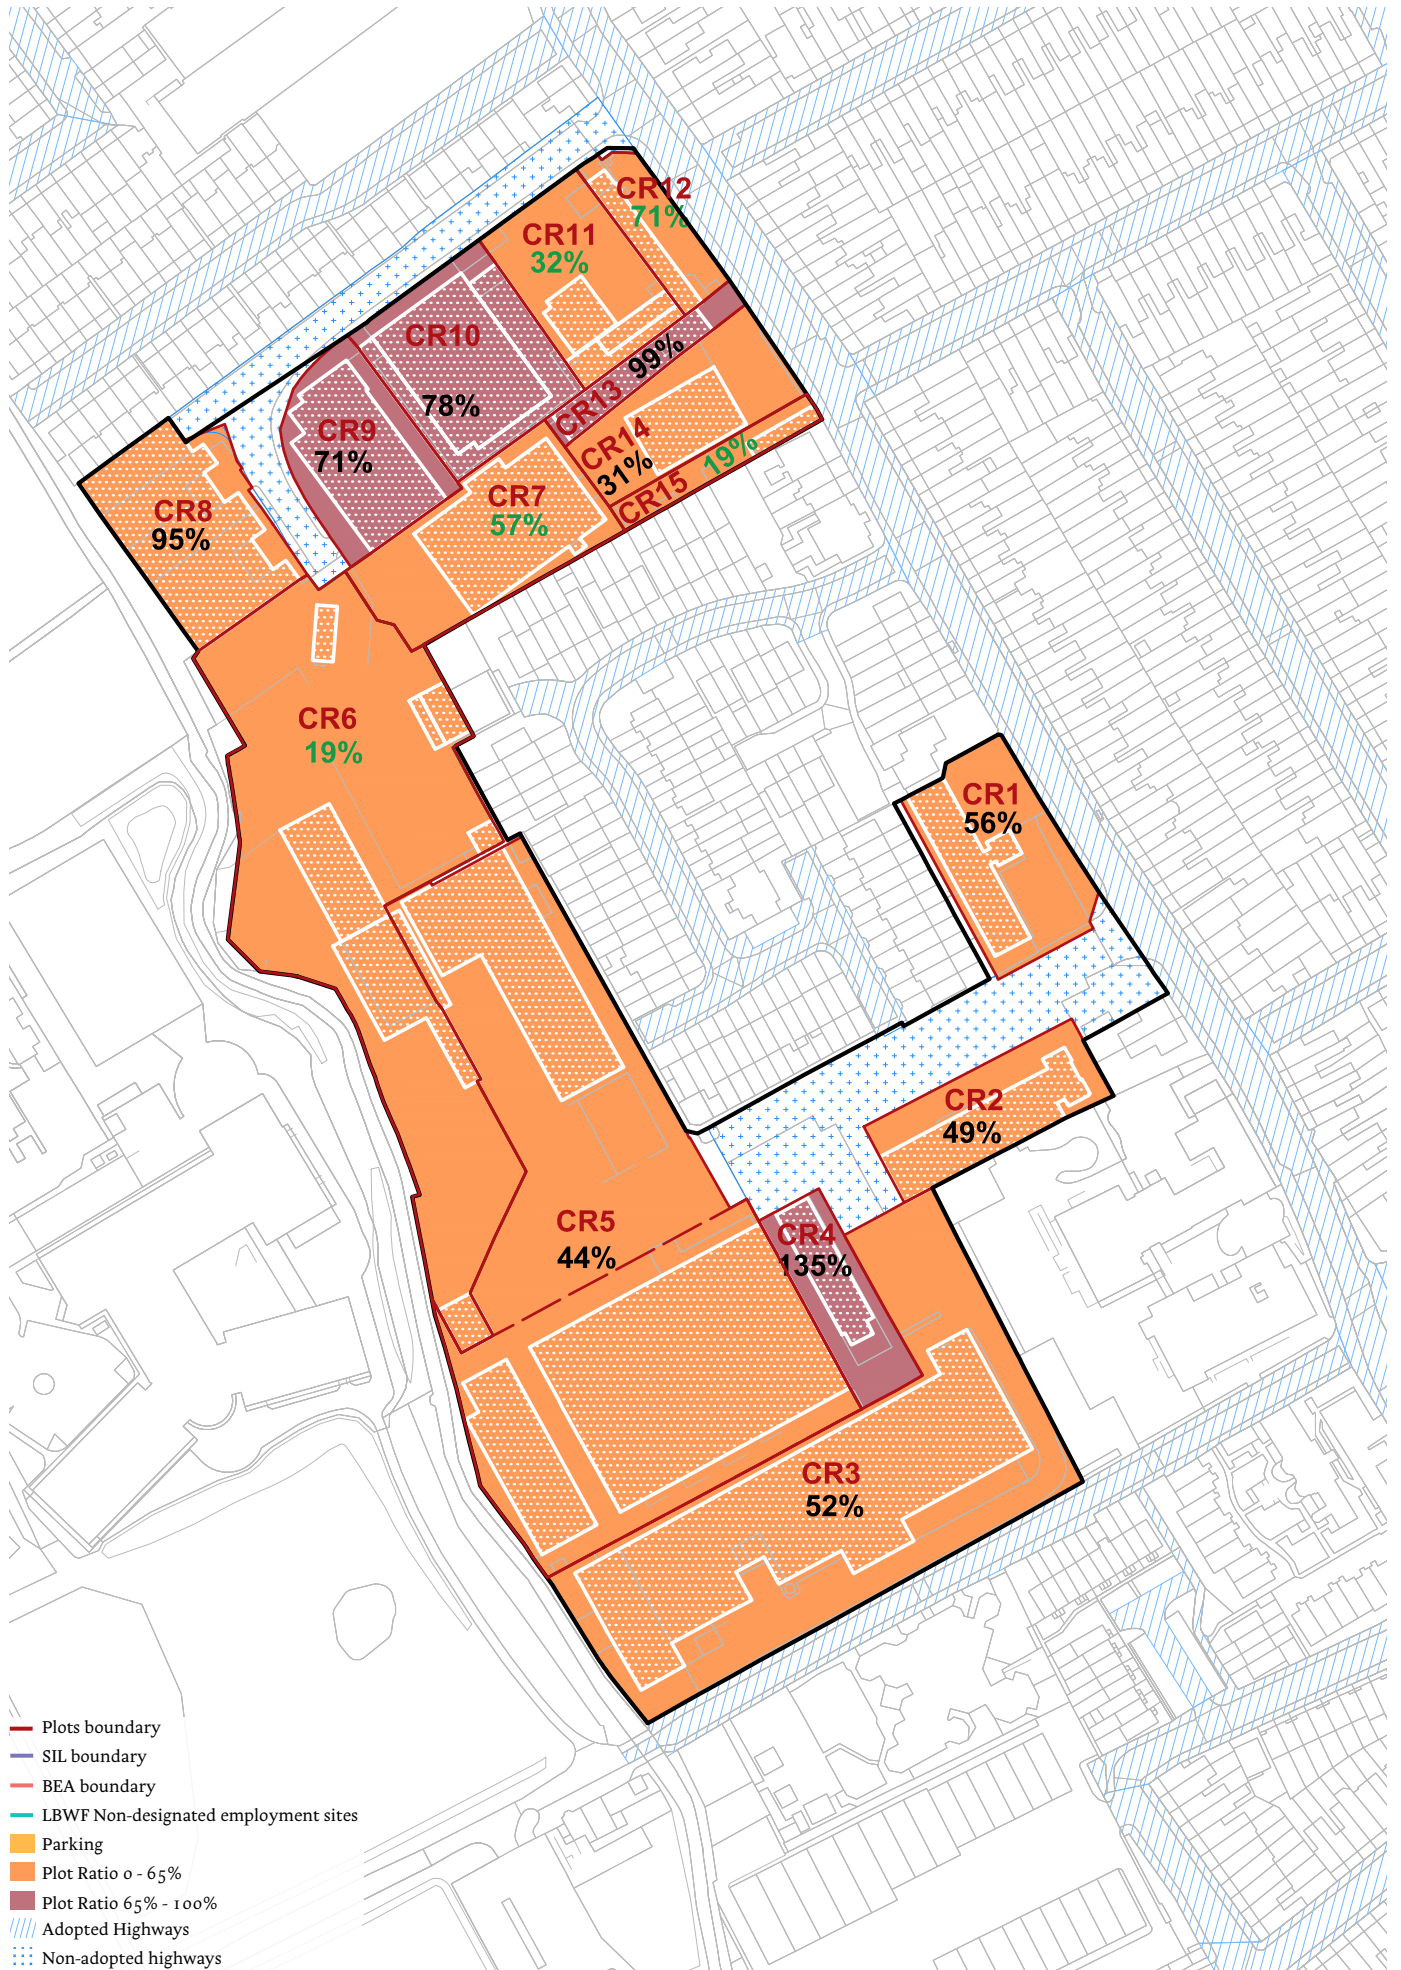 CR12
71%
CR11
32%
CR10
78%
99%
CR13
CR9
71%
CR14
31%
19%
CR15
CR7
57%
CR8
95%
CR6
19%
CR1
56%
CR2
49%
CR5
44%
CR4
135%
CR3
52%
Plots boundary
SIL boundary
BEA boundary
LBWF Non-designated employment sites
Parking
Plot Ratio 0 - 65%
Plot Ratio 65% - 100%
Adopted Highways
Non-adopted highways